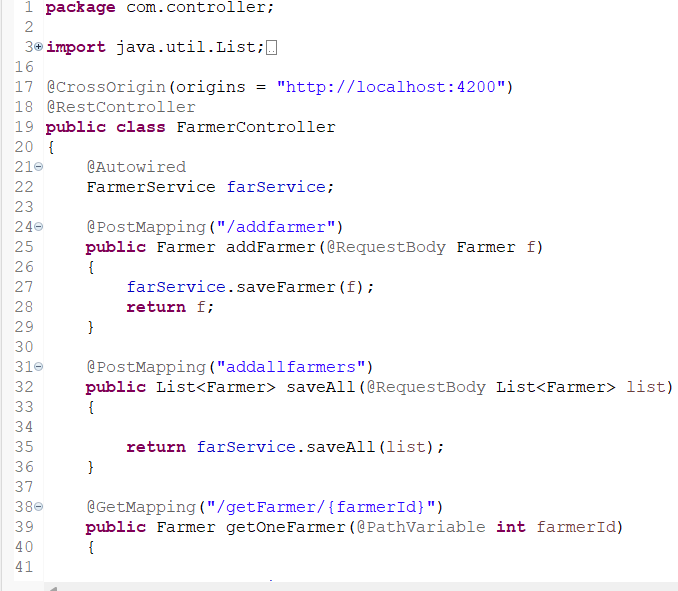 1 package com.controller;
2
3 import java.util.List;
16
17 @CrossOrigin(origins = "http://localhost:4200")
18 @RestController
19 public class FarmerController
20 {
21 @Autowired
22 FarmerService farService;
23
24 @PostMapping("/addfarmer")
25 public Farmer addFarmer(@RequestBody Farmer f)
26 {
27 farService.saveFarmer(f);
28 return f;
29 }
30
31 @PostMapping("addallfarmers")
32 public List<Farmer> saveAll(@RequestBody List<Farmer> list)
33 {
34
35 return farService.saveAll(list);
36 }
37
38 @GetMapping("/getFarmer/{farmerId}")
39 public Farmer getOneFarmer(@PathVariable int farmerId)
40 {
41